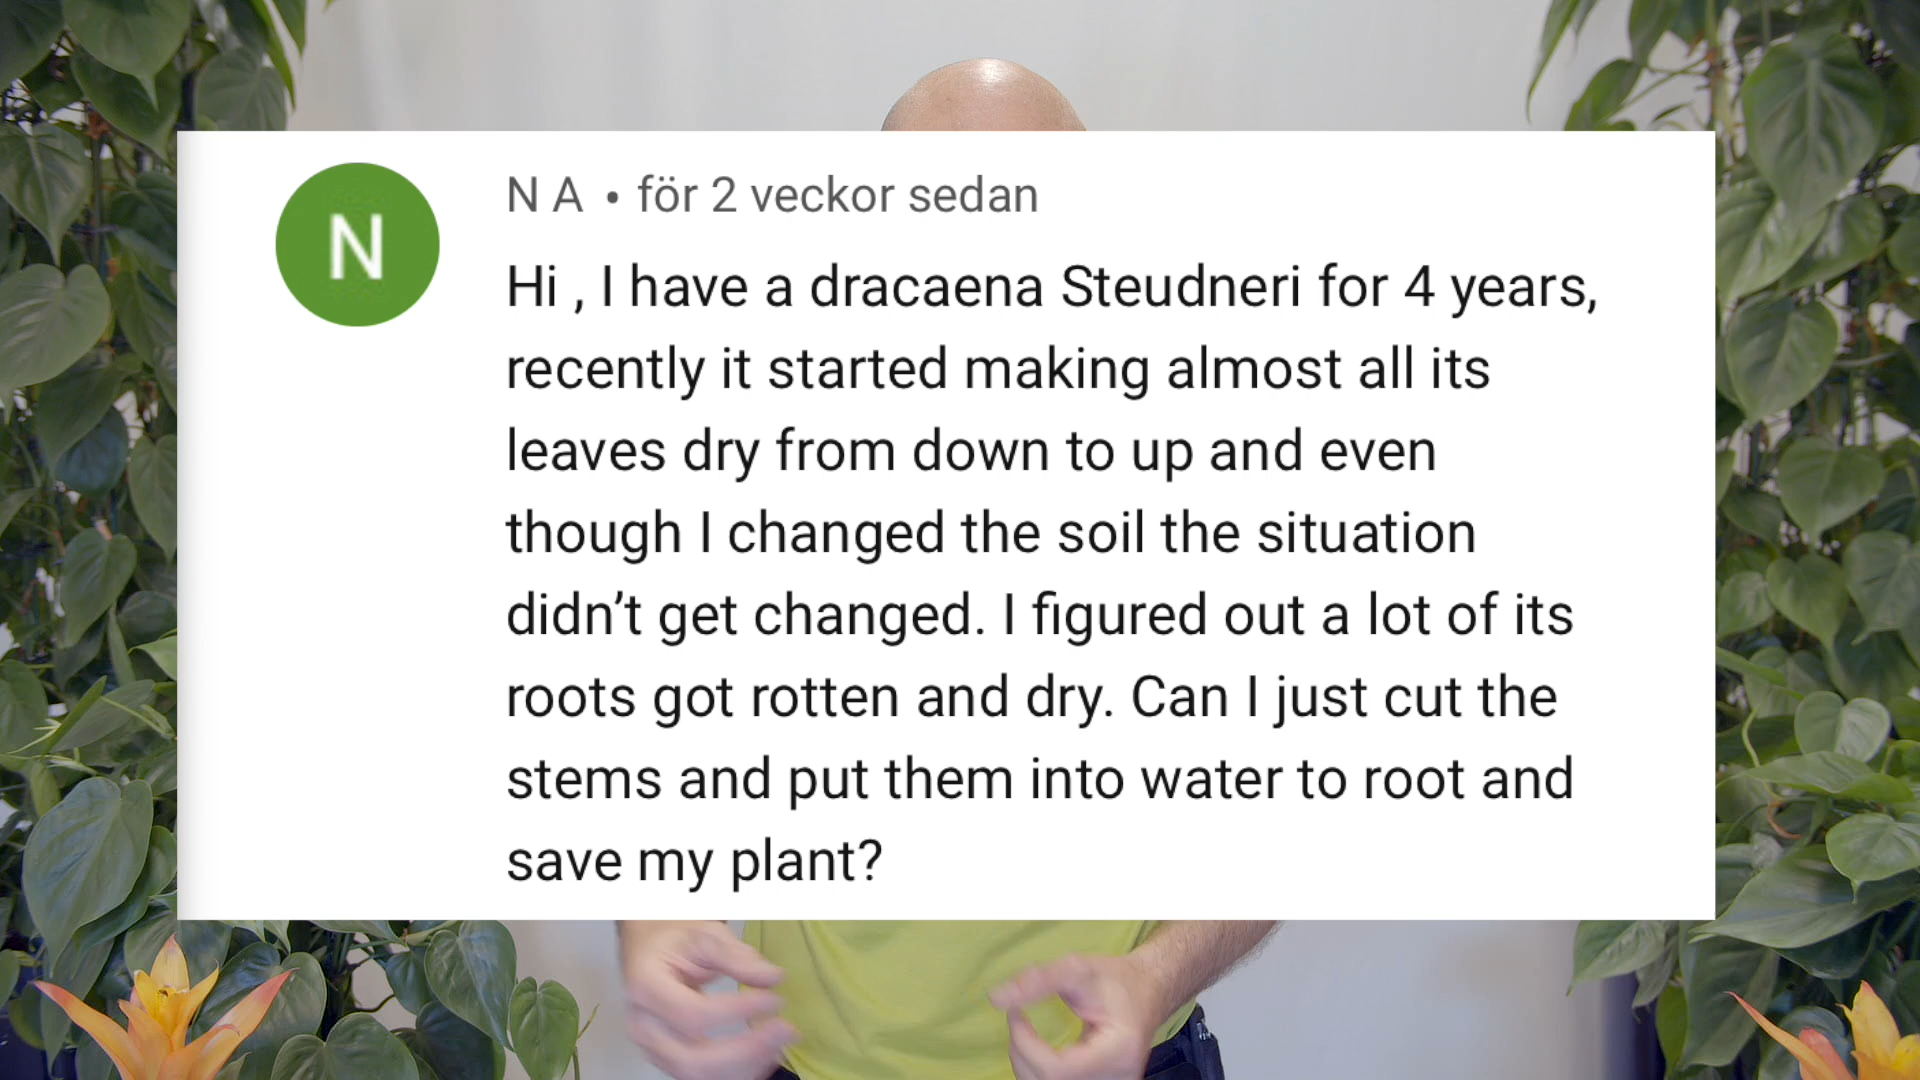 N
N A • för 2 veckor sedan
Hi , I have a dracaena Steudneri for 4 years,
recently it started making almost all its
leaves dry from down to up and even
though I changed the soil the situation
didn’t get changed. I figured out a lot of its
roots got rotten and dry. Can I just cut the
stems and put them into water to root and
save my plant?